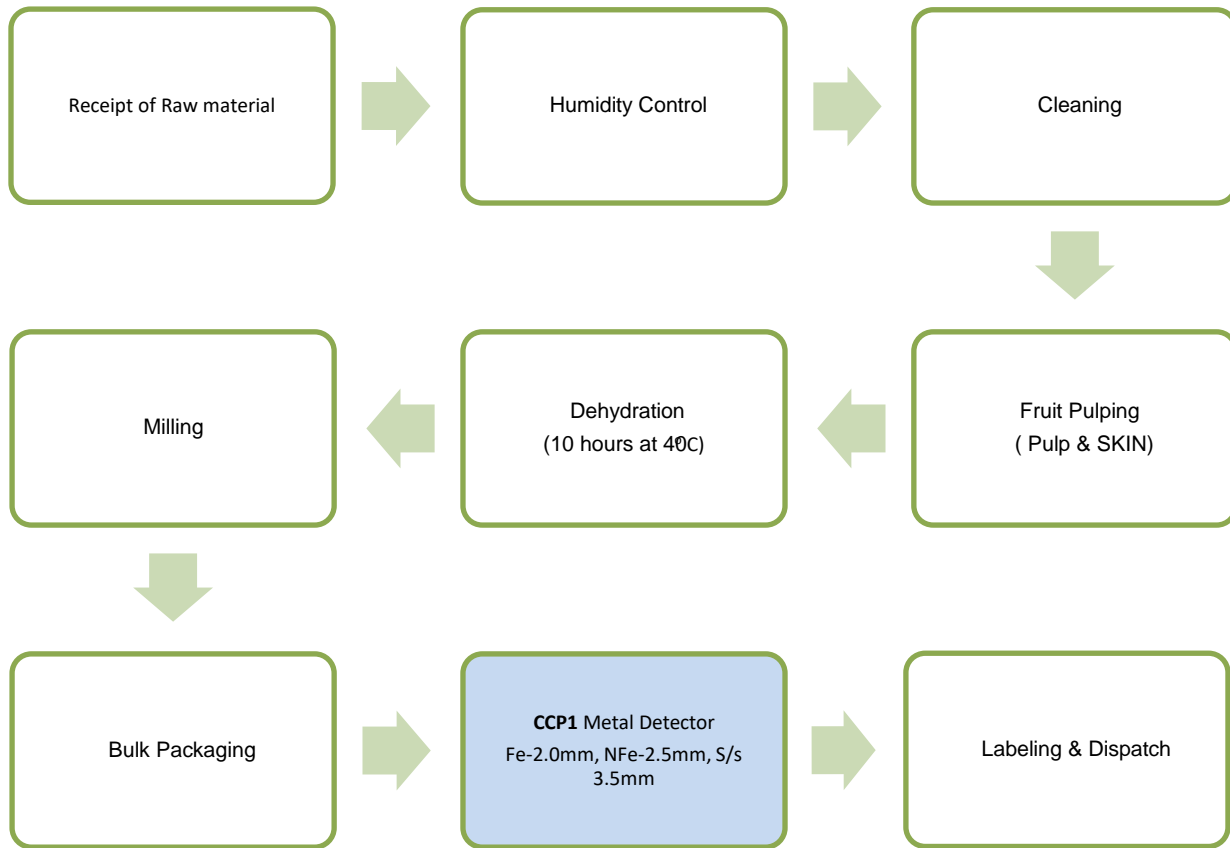 Receipt of Raw material
Humidity Control
Cleaning
Fruit Pulping
( Pulp & SKIN)
Dehydration
(10 hours at 40⁰C)
Milling
Bulk Packaging
CCP1 Metal Detector
Fe-2.0mm, NFe-2.5mm, S/s
3.5mm
Labeling & Dispatch